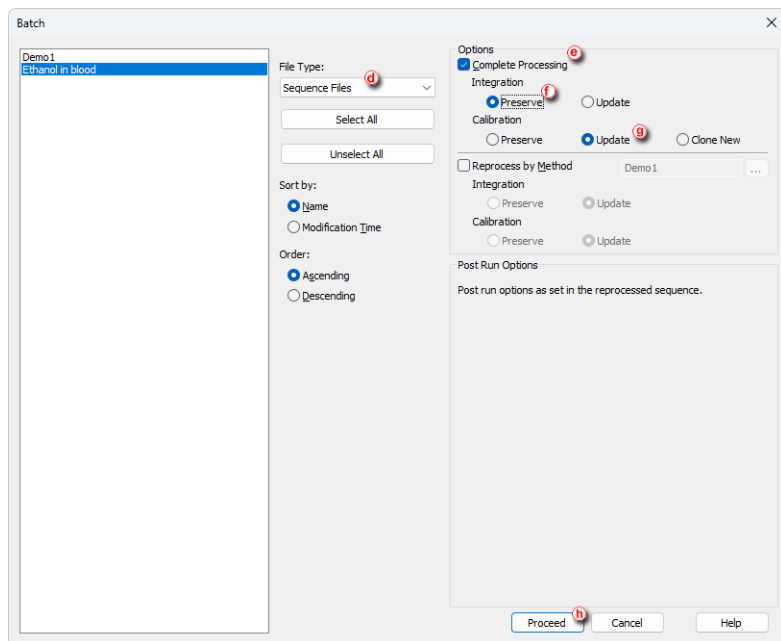 Batch
Demo1
Ethanol in blood
File Type:
d
Sequence Files
Select All
Unselect All
Sort by:
Name
Modification Time
Order:
Ascending
Descending
Options
e
Complete Processing
Integration
f
Preserve
Update
Calibration
g
Preserve
Update
Clone New
Reprocess by Method
Demo1
...
Integration
Preserve
Update
Calibration
Preserve
Update
Post Run Options
Post run options as set in the reprocessed sequence.
h
Proceed
Cancel
Help